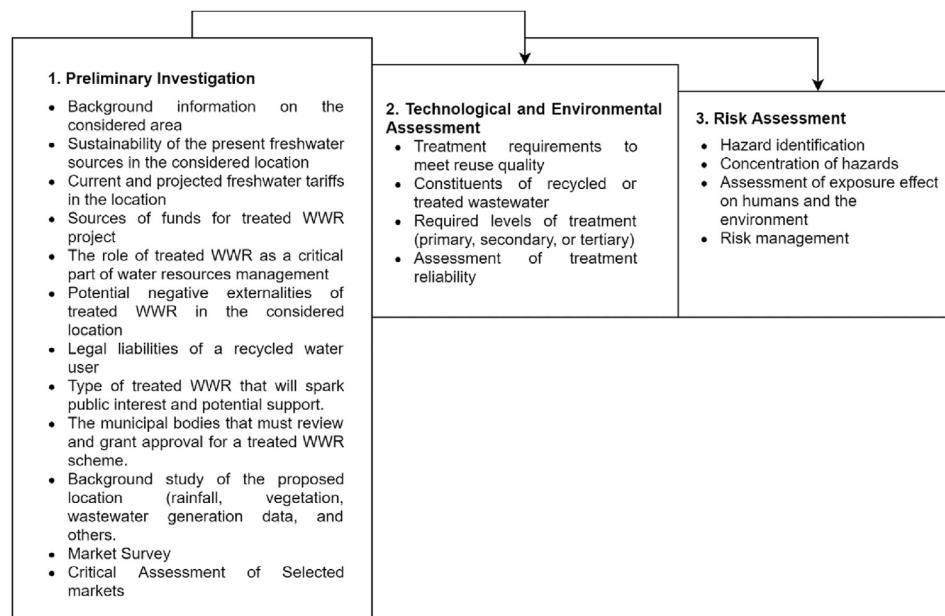 1. Preliminary Investigation
• Background information on the
considered area
• Sustainability of the present freshwater
sources in the considered location
• Current and projected freshwater tariffs
in the location
• Sources of funds for treated WWR
project
• The role of treated WWR as a critical
part of water resources management
• Potential negative externalities of
treated WWR in the considered
location
• Legal liabilities of a recycled water
user
• Type of treated WWR that will spark
public interest and potential support.
• The municipal bodies that must review
and grant approval for a treated WWR
scheme.
• Background study of the proposed
location (rainfall, vegetation,
wastewater generation data, and
others.
• Market Survey
• Critical Assessment of Selected
markets
2. Technological and Environmental
Assessment
• Treatment requirements to
meet reuse quality
• Constituents of recycled or
treated wastewater
• Required levels of treatment
(primary, secondary, or tertiary)
• Assessment of treatment
reliability
3. Risk Assessment
• Hazard identification
• Concentration of hazards
• Assessment of exposure effect
on humans and the
environment
• Risk management